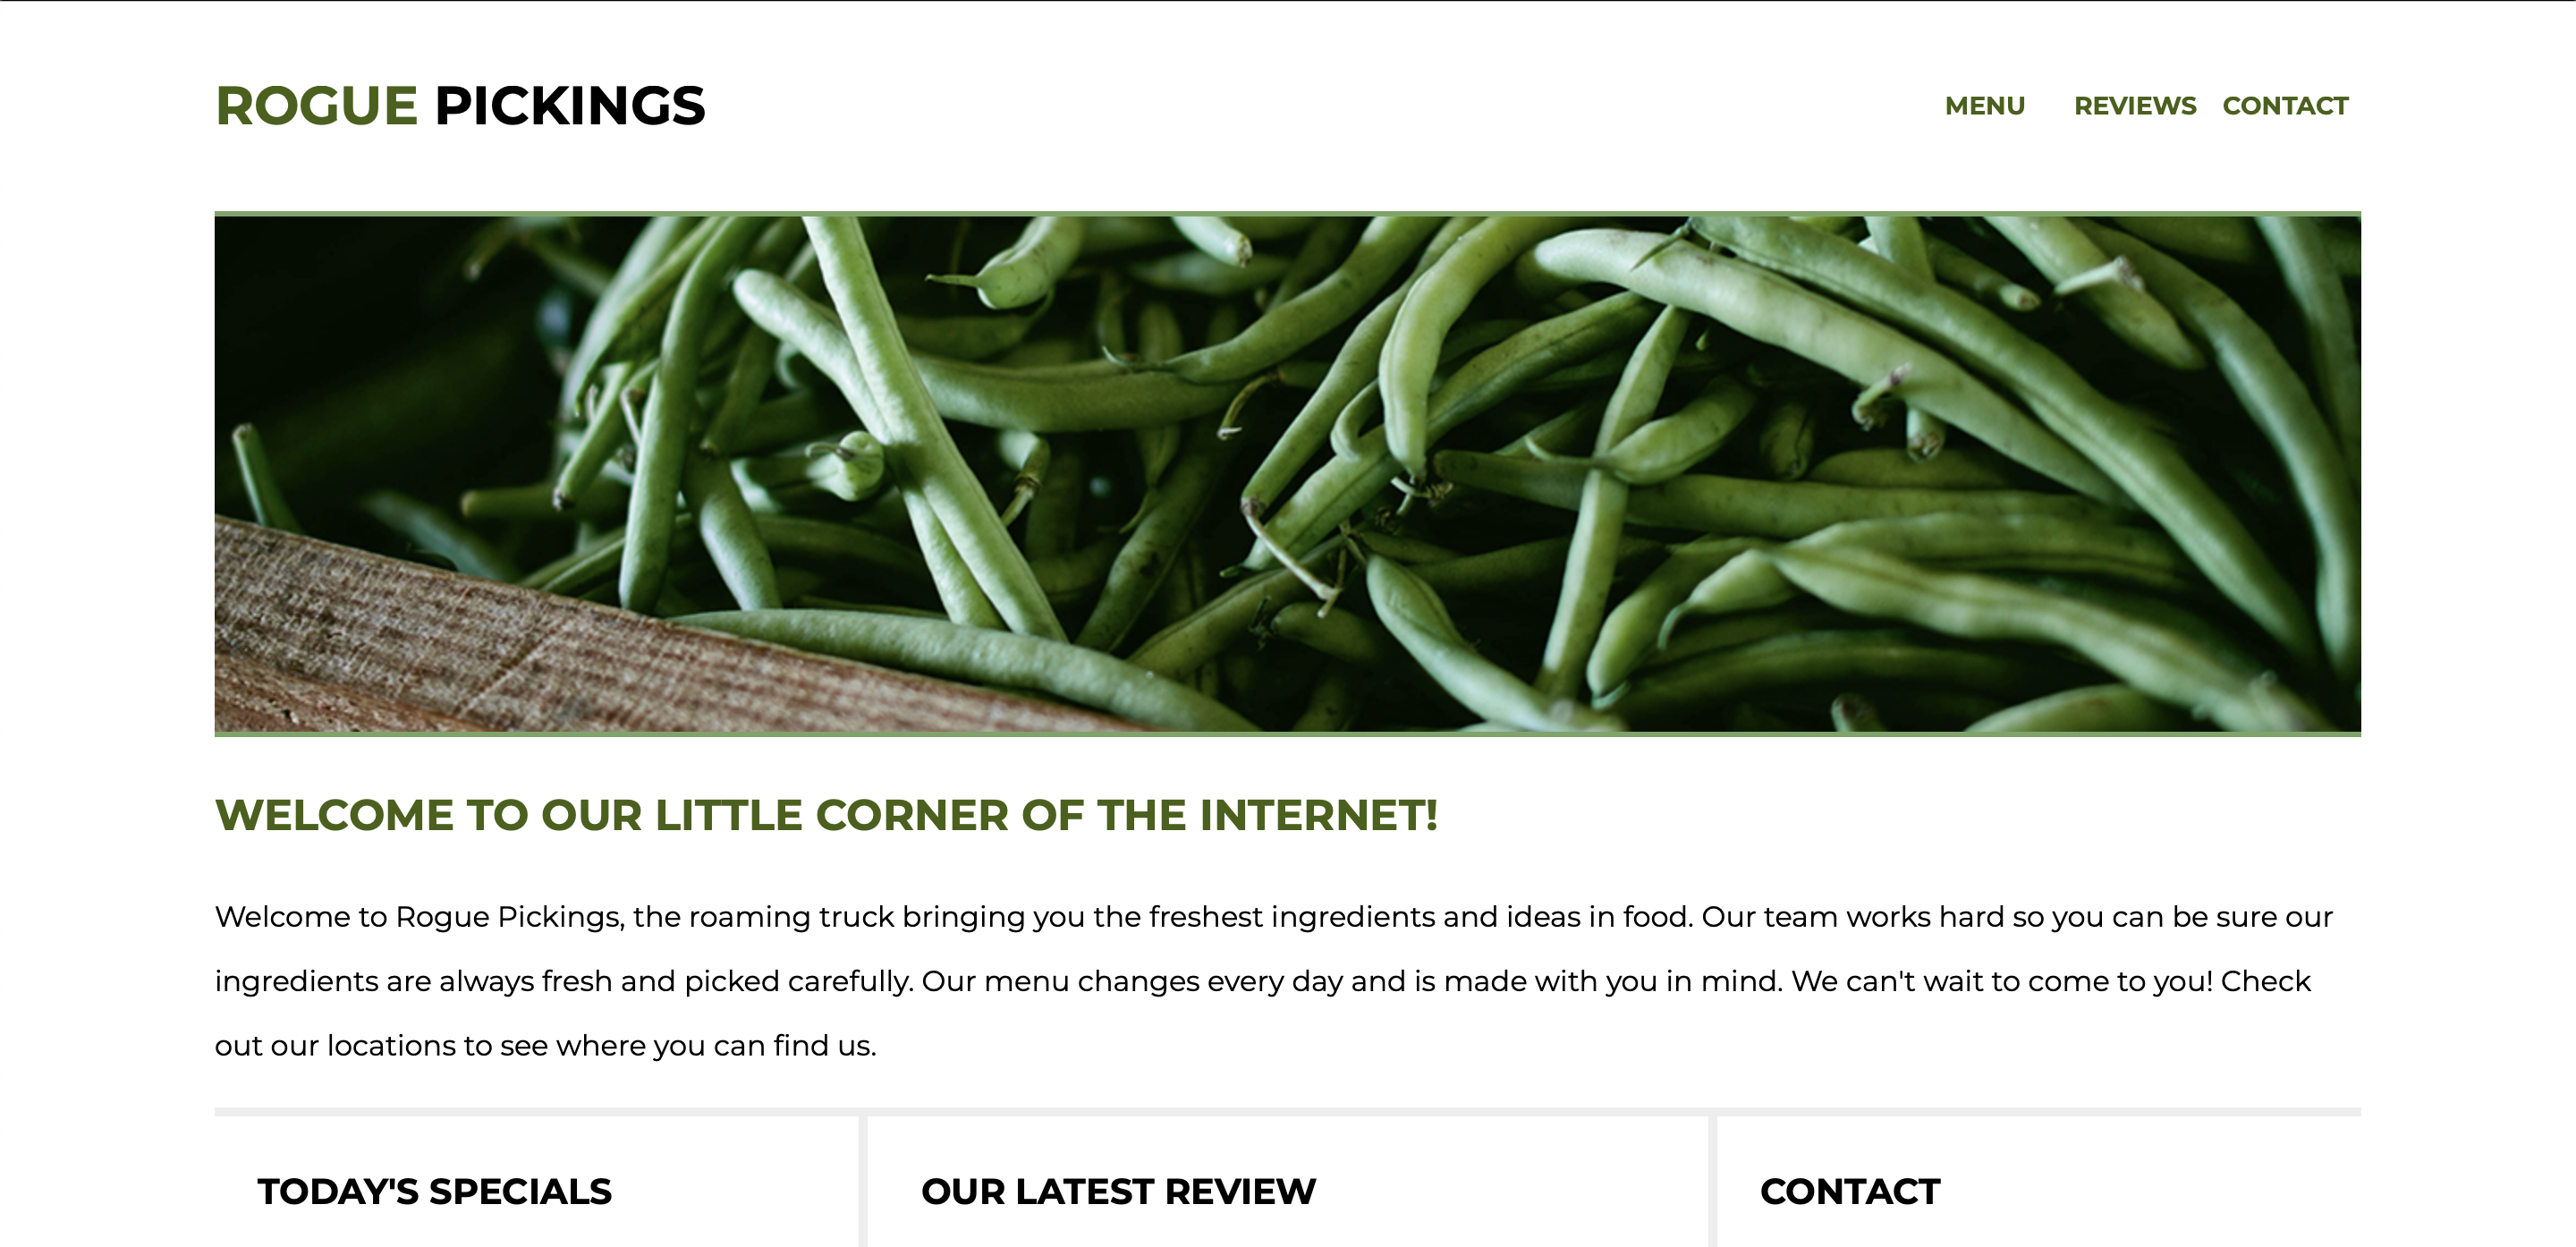 ROGUE PICKINGS
MENU REVIEWS CONTACT
WELCOME TO OUR LITTLE CORNER OF THE INTERNET!
Welcome to Rogue Pickings, the roaming truck bringing you the freshest ingredients and ideas in food. Our team works hard so you can be sure our
ingredients are always fresh and picked carefully. Our menu changes every day and is made with you in mind. We can't wait to come to you! Check
out our locations to see where you can find us.
TODAY'S SPECIALS
OUR LATEST REVIEW
CONTACT